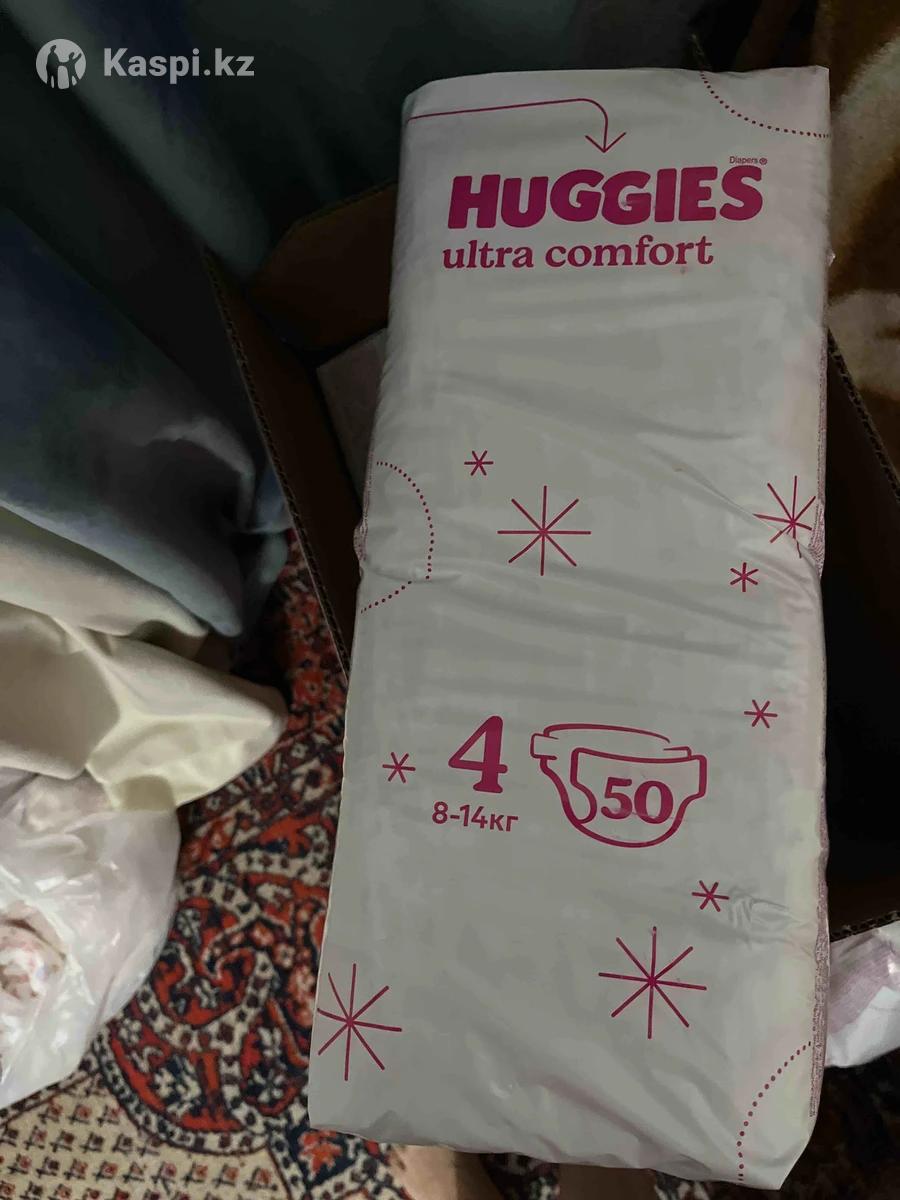 Kaspi.kz
Diapers®
HUGGIES
ultra comfort
4
8-14кг
50